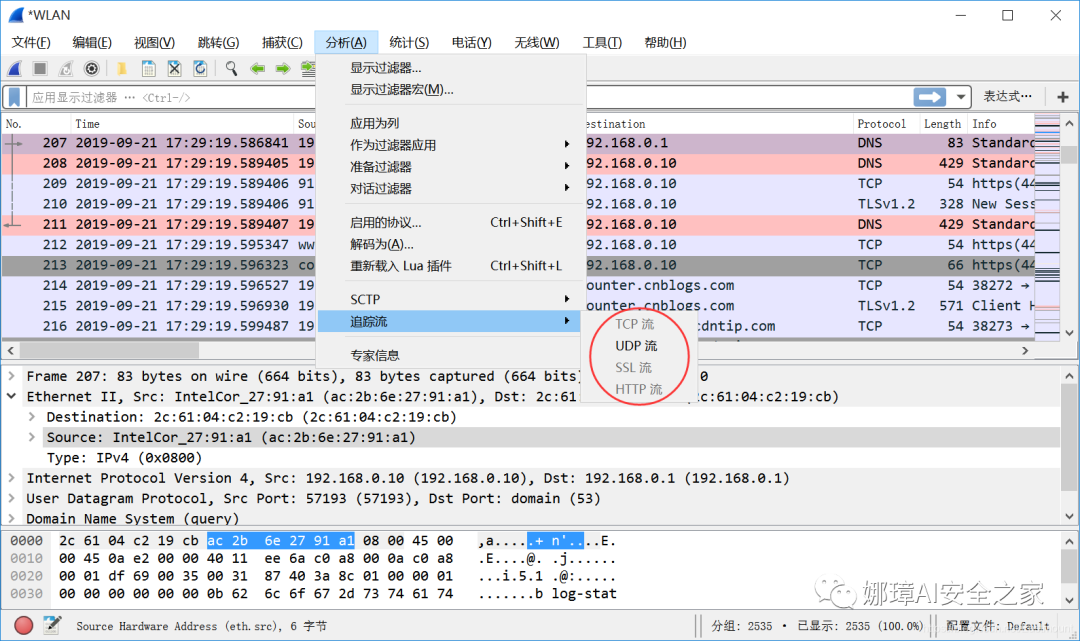 *WLAN
文件(F) 编辑(E) 视图(V) 跳转(G) 捕获(C) 分析(A) 统计(S) 电话(Y) 无线(W) 工具(T) 帮助(H)
应用显示过滤器 … <Ctrl-/> 表达式… +
显示过滤器...
显示过滤器宏(M)...
应用为列
作为过滤器应用
准备过滤器
对话过滤器
启用的协议... Ctrl+Shift+E
解码为(A)...
重新载入 Lua 插件 Ctrl+Shift+L
SCTP
追踪流
专家信息
TCP 流
UDP 流
SSL 流
HTTP 流
No. Time Sou estination Protocol Length Info
207 2019-09-21 17:29:19.586841 19 92.168.0.1 DNS 83 Standard
208 2019-09-21 17:29:19.589405 19 92.168.0.10 DNS 429 Standard
209 2019-09-21 17:29:19.589406 91 92.168.0.10 TCP 54 https(44
210 2019-09-21 17:29:19.589406 91 92.168.0.10 TLSv1.2 328 New Sess
211 2019-09-21 17:29:19.589407 19 92.168.0.10 DNS 429 Standard
212 2019-09-21 17:29:19.595347 ww 92.168.0.10 TCP 54 https(44
213 2019-09-21 17:29:19.596323 co 92.168.0.10 TCP 66 https(44
214 2019-09-21 17:29:19.596527 19 ounter.cnblogs.com TCP 54 38272 →
215 2019-09-21 17:29:19.596930 19 ounter.cnblogs.com TLSv1.2 571 Client H
216 2019-09-21 17:29:19.599487 19 cdntip.com TCP 54 38273 →
Frame 207: 83 bytes on wire (664 bits), 83 bytes captured (664 bits) 0
Ethernet II, Src: IntelCor_27:91:a1 (ac:2b:6e:27:91:a1), Dst: 2c:61 2c:61:04:c2:19:cb)
Destination: 2c:61:04:c2:19:cb (2c:61:04:c2:19:cb)
Source: IntelCor_27:91:a1 (ac:2b:6e:27:91:a1)
Type: IPv4 (0x0800)
Internet Protocol Version 4, Src: 192.168.0.10 (192.168.0.10), Dst: 192.168.0.1 (192.168.0.1)
User Datagram Protocol, Src Port: 57193 (57193), Dst Port: domain (53)
Domain Name System (query)
0000 2c 61 04 c2 19 cb ac 2b 6e 27 91 a1 08 00 45 00 ,a.....+ n'....E.
0010 00 45 0a e2 00 00 40 11 ee 6a c0 a8 00 0a c0 a8 .E....@. .j......
0020 00 01 df 69 00 35 00 31 87 40 3a 8c 01 00 00 01 ...i.5.1 .@:.....
0030 00 00 00 00 00 00 0b 62 6c 6f 67 2d 73 74 61 74 .......b log-stat
娜璋AI安全之家
Source Hardware Address (eth.src), 6 字节 分组: 2535 · 已显示: 2535 (100.0%) 配置文件: Default